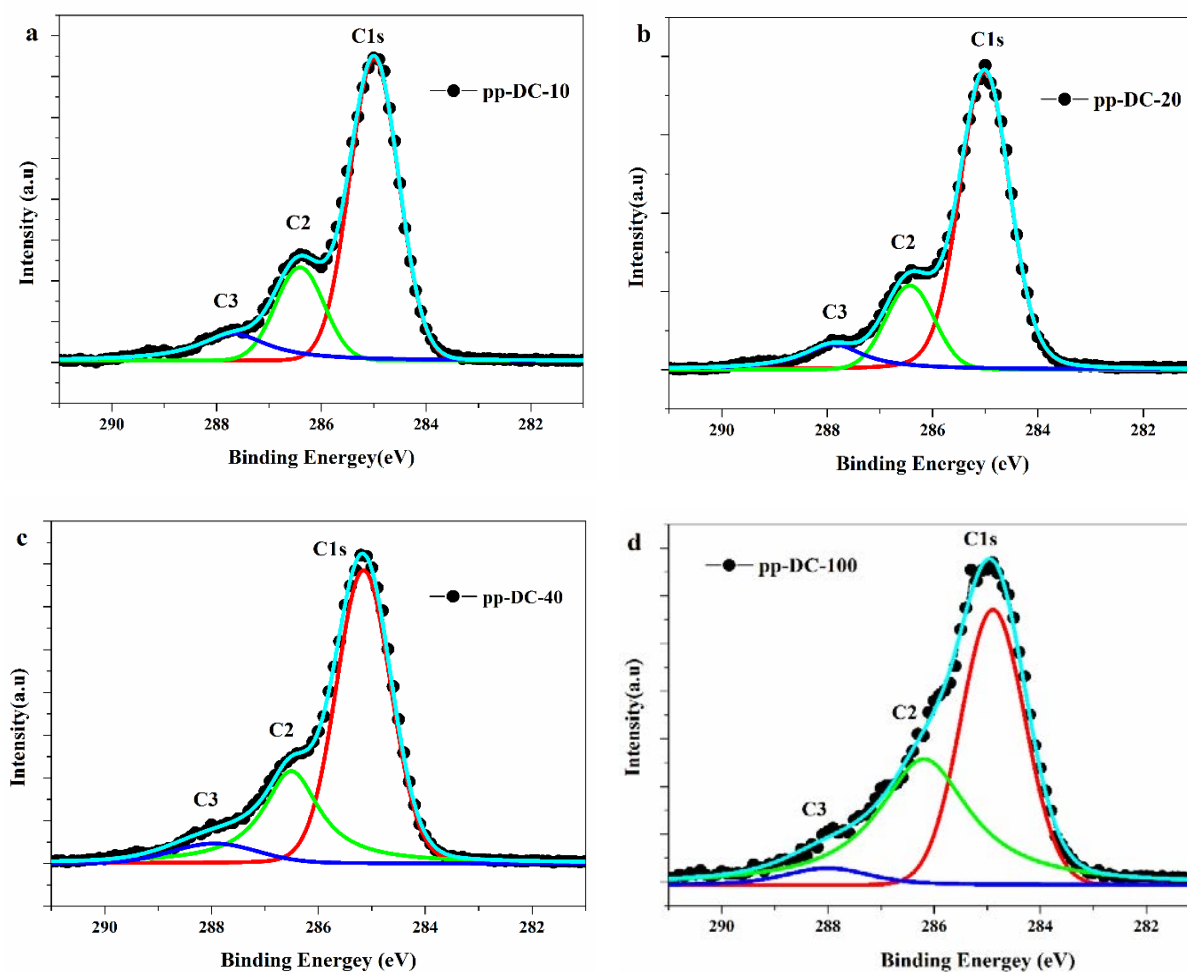 a
C1s
pp-DC-10
C2
C3
Intensity (a.u)
290 288 286 284 282
Binding Energey(eV)
b
C1s
pp-DC-20
C2
C3
Intensity(a.u)
290 288 286 284 282
Binding Energey (eV)
c
C1s
pp-DC-40
C2
C3
Intensity(a.u)
290 288 286 284 282
Binding Energey (eV)
d
C1s
pp-DC-100
C2
C3
Intensity(a.u)
290 288 286 284 282
Binding Energey (eV)